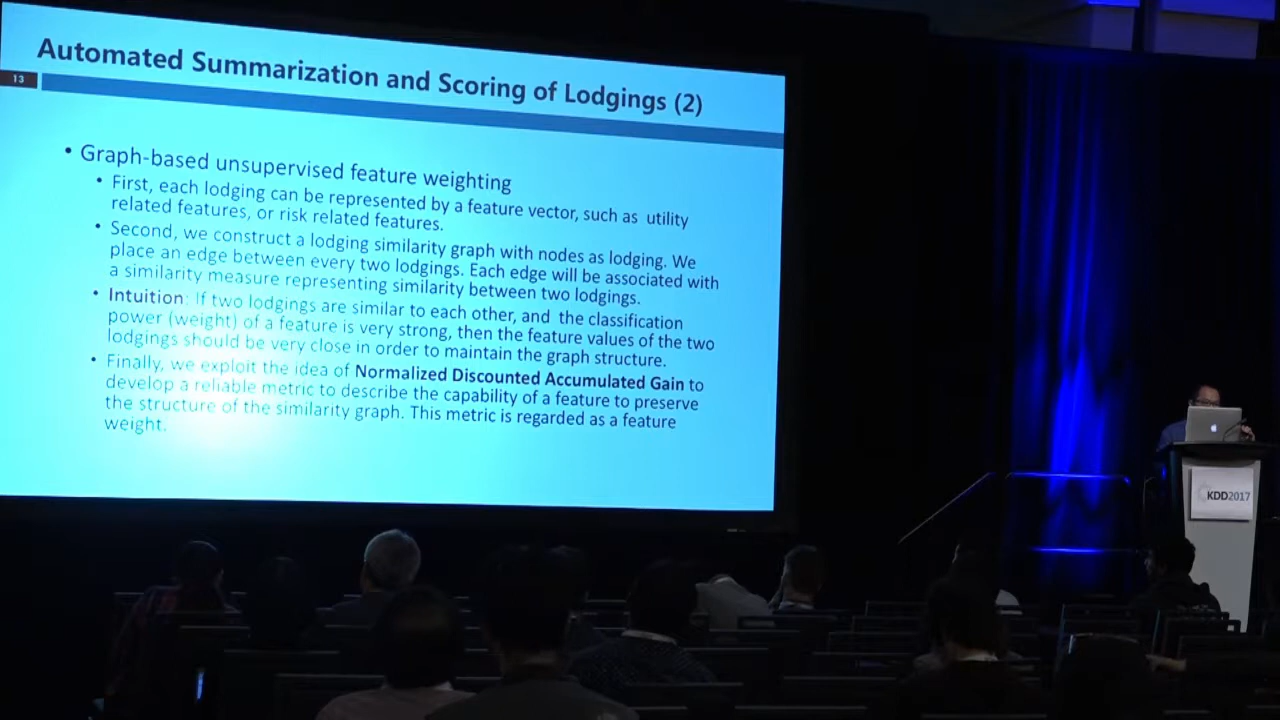 Automated Summarization and Scoring of Lodgings (2)
13
• Graph-based unsupervised feature weighting
• First, each lodging can be represented by a feature vector, such as utility
related features, or risk related features.
• Second, we construct a lodging similarity graph with nodes as lodging. We
place an edge between every two lodgings. Each edge will be associated with
a similarity measure representing similarity between two lodgings.
• Intuition: If two lodgings are similar to each other, and the classification
power (weight) of a feature is very strong, then the feature values of the two
lodgings should be very close in order to maintain the graph structure.
• Finally, we exploit the idea of Normalized Discounted Accumulated Gain to
develop a reliable metric to describe the capability of a feature to preserve
the structure of the similarity graph. This metric is regarded as a feature
weight.
KDD2017